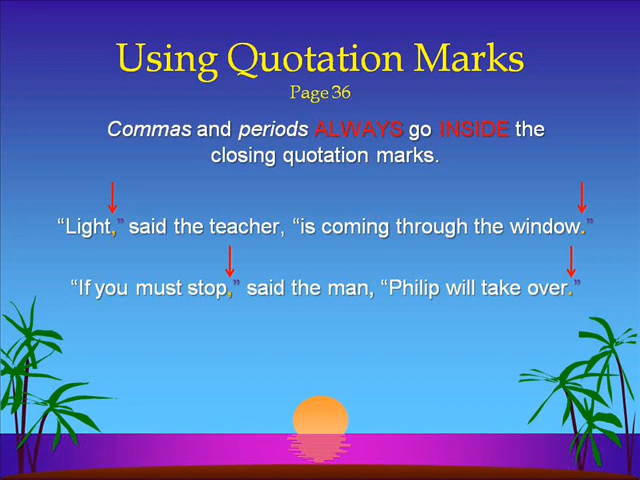 Using Quotation Marks
Page 36
Commas and periods ALWAYS go INSIDE the
closing quotation marks.
“Light,” said the teacher, “is coming through the window.”
“If you must stop,” said the man, “Philip will take over.”